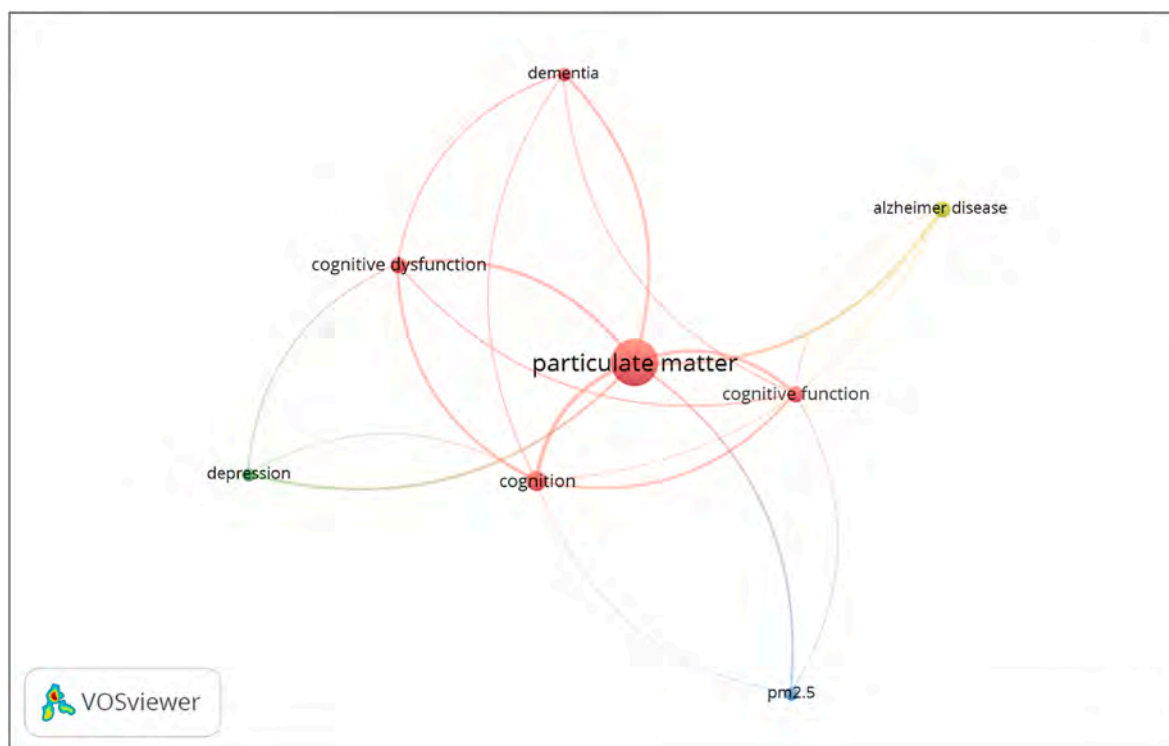 dementia
alzheimer disease
cognitive dysfunction
particulate matter
cognitive function
depression
cognition
pm2.5
VOSviewer